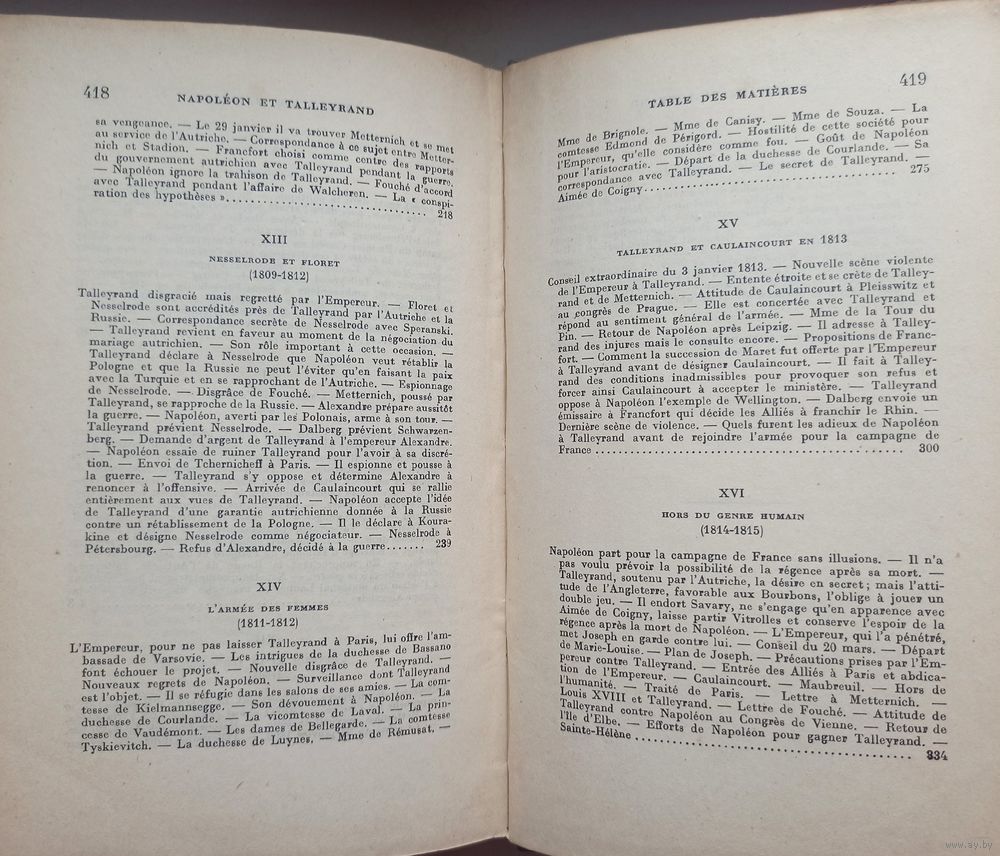 418
NAPOLÉON ET TALLEYRAND
sa vengeance. — Le 29 janvier il va trouver Metternich et se met
au service de l'Autriche. — Correspondance à ce sujet entre Metter-
nich et Stadion. — Francfort choisi comme centre des rapports
du gouvernement autrichien avec Talleyrand pendant la guerre.
— Napoléon ignore la trahison de Talleyrand. — Fouché d'accord
avec Talleyrand pendant l'affaire de Walcheren. — La « conspi-
ration des hypothèses »................................ 218
XIII
NESSELRODE ET FLORET
(1809-1812)
Talleyrand disgracié mais regretté par l'Empereur. — Floret et
Nesselrode sont accrédités près de Talleyrand par l'Autriche et la
Russie. — Correspondance secrète de Nesselrode avec Speranski.
— Talleyrand revient en faveur au moment de la négociation du
mariage autrichien. — Son rôle important à cette occasion. —
Talleyrand déclare à Nesselrode que Napoléon veut rétablir la
Pologne et que la Russie ne peut l'éviter qu'en faisant la paix
avec la Turquie et en se rapprochant de l'Autriche. — Espionnage
de Nesselrode. — Disgrâce de Fouché. — Metternich, poussé par
Talleyrand, se rapproche de la Russie. — Alexandre prépare aussitôt
la guerre. — Napoléon, averti par les Polonais, arme à son tour. —
Talleyrand prévient Nesselrode. — Dalberg prévient Schwarzen-
berg. — Demande d'argent de Talleyrand à l'empereur Alexandre.
— Napoléon essaie de ruiner Talleyrand pour l'avoir à sa discré-
tion. — Envoi de Tchernicheff à Paris. — Il espionne et pousse à
la guerre. — Talleyrand s'y oppose et détermine Alexandre à
renoncer à l'offensive. — Arrivée de Caulaincourt qui se rallie
entièrement aux vues de Talleyrand. — Napoléon accepte l'idée
de Talleyrand d'une garantie autrichienne donnée à la Russie
contre un rétablissement de la Pologne. — Il le déclare à Koura-
kine et désigne Nesselrode comme négociateur. — Nesselrode à
Pétersbourg. — Refus d'Alexandre, décidé à la guerre....... 239
XIV
L'ARMÉE DES FEMMES
(1811-1812)
L'Empereur, pour ne pas laisser Talleyrand à Paris, lui offre l'am-
bassade de Varsovie. — Les intrigues de la duchesse de Bassano
font échouer le projet. — Nouvelle disgrâce de Talleyrand. —
Nouveaux regrets de Napoléon. — Surveillance dont Talleyrand
est l'objet. — Il se réfugie dans les salons de ses amies. — La com-
tesse de Kielmannsegge. — Son dévouement à Napoléon. — La
duchesse de Courlande. — La vicomtesse de Laval. — La prin-
cesse de Vaudémont. — Les dames de Bellegarde. — La comtesse
Tyskievitch. — La duchesse de Luynes. — Mme de Rémusat. —
TABLE DES MATIÈRES
419
Mme de Brignole. — Mme de Canisy. — Mme de Souza. — La
comtesse Edmond de Périgord. — Hostilité de cette société pour
l'Empereur, qu'elle considère comme fou. — Goût de Napoléon
pour l'aristocratie. — Départ de la duchesse de Courlande. — Sa
correspondance avec Talleyrand. — Le secret de Talleyrand. —
Aimée de Coigny........................................ 275
XV
TALLEYRAND ET CAULAINCOURT EN 1813
Conseil extraordinaire du 3 janvier 1813. — Nouvelle scène violente
de l'Empereur à Talleyrand. — Entente étroite et se crète de Talley-
rand et de Metternich. — Attitude de Caulaincourt à Pleisswitz et
au congrès de Prague. — Elle est concertée avec Talleyrand et
répond au sentiment général de l'armée. — Mme de la Tour du
Pin. — Retour de Napoléon après Leipzig. — Il adresse à Talley-
rand des injures mais le consulte encore. — Propositions de Franc-
fort. — Comment la succession de Maret fut offerte par l'Empereur
à Talleyrand avant de désigner Caulaincourt. — Il fait à Talley-
rand des conditions inadmissibles pour provoquer son refus et
forcer ainsi Caulaincourt à accepter le ministère. — Talleyrand
oppose à Napoléon l'exemple de Wellington. — Dalberg envoie un
émissaire à Francfort qui décide les Alliés à franchir le Rhin. —
Dernière scène de violence. — Quels furent les adieux de Napoléon
à Talleyrand avant de rejoindre l'armée pour la campagne de
France.................................................. 300
XVI
HORS DU GENRE HUMAIN
(1814-1815)
Napoléon part pour la campagne de France sans illusions. — Il n'a
pas voulu prévoir la possibilité de la régence après sa mort. —
Talleyrand, soutenu par l'Autriche, la désire en secret ; mais l'atti-
tude de l'Angleterre, favorable aux Bourbons, l'oblige à jouer un
double jeu. — Il endort Savary, ne s'engage qu'en apparence avec
Aimée de Coigny, laisse partir Vitrolles et conserve l'espoir de la
régence après la mort de Napoléon. — L'Empereur, qui l'a pénétré,
met Joseph en garde contre lui. — Conseil du 20 mars. — Départ
de Marie-Louise. — Plan de Joseph. — Précautions prises par l'Em-
pereur contre Talleyrand. — Entrée des Alliés à Paris et abdica-
tion de l'Empereur. — Caulaincourt. — Maubreuil. — Hors de
l'humanité. — Traité de Paris. — Lettre à Metternich. —
Louis XVIII et Talleyrand. — Lettre de Fouché. — Attitude de
Talleyrand contre Napoléon au Congrès de Vienne. — Retour de
l'île d'Elbe. — Efforts de Napoléon pour gagner Talleyrand. —
Sainte-Hélène........................................... 334
www.ay.by